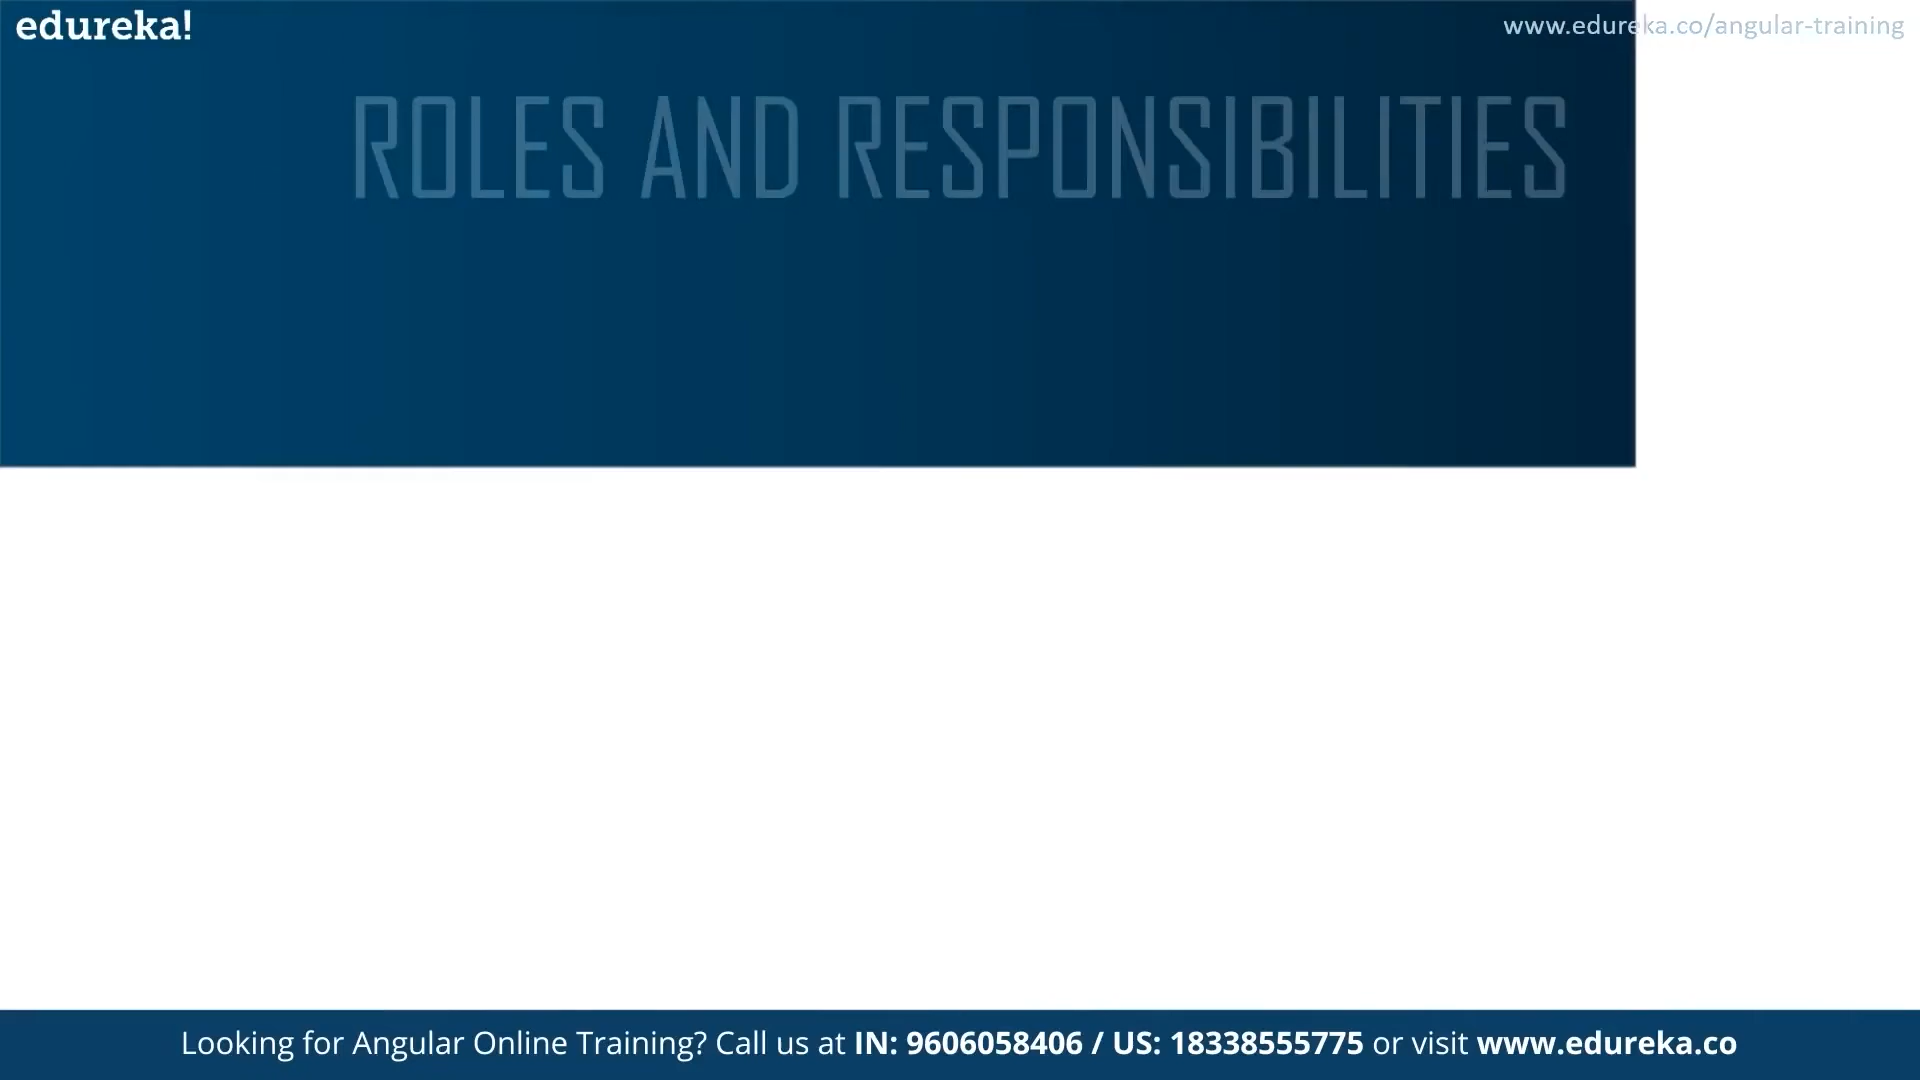 edureka!
www.edureka.co/angular-training
ROLES AND RESPONSIBILITIES
Looking for Angular Online Training? Call us at IN: 9606058406 / US: 18338555775 or visit www.edureka.co